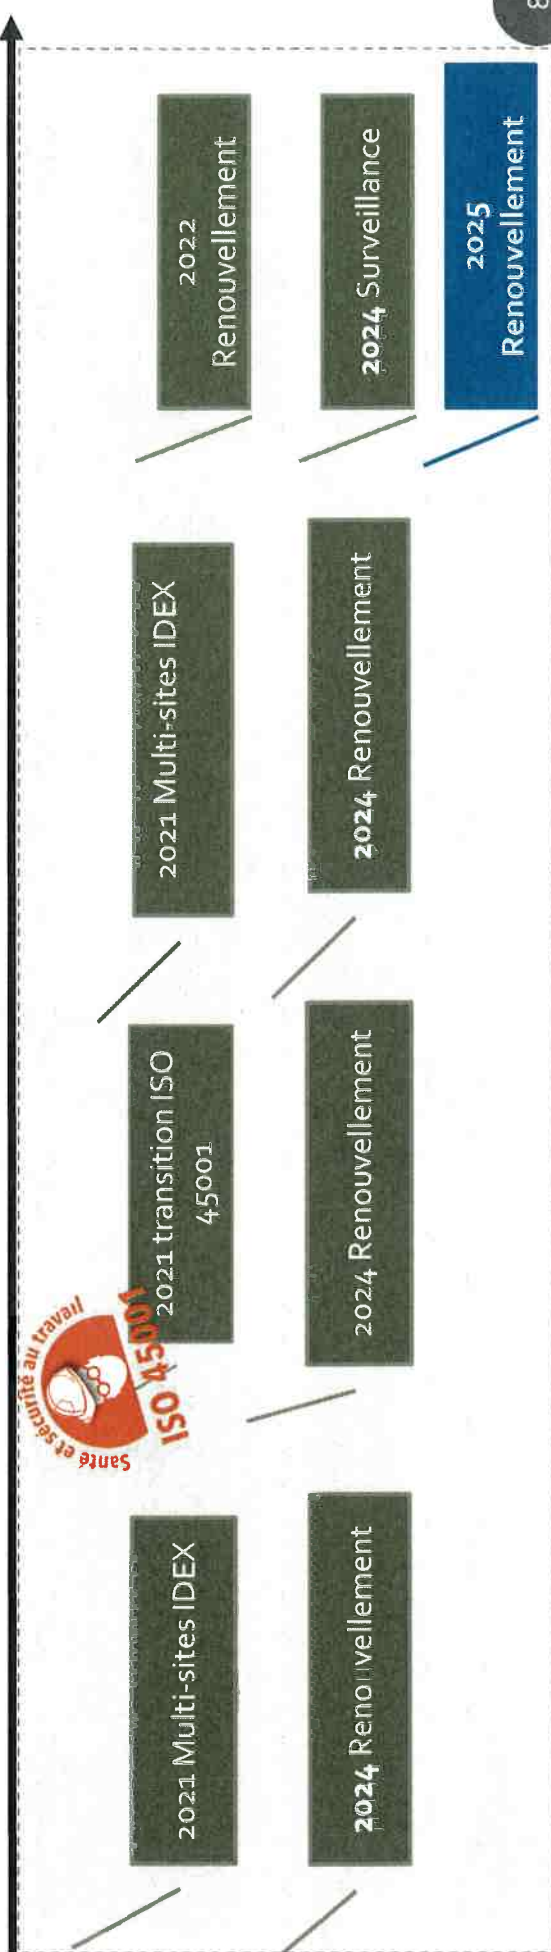 2021 Multi-sites IDEX
Santé et sécurité au travail
ISO 45001
2021 transition ISO
45001
2021 Multi-sites IDEX
2022
Renouvellement
2024 Renouvellement
2024 Renouvellement
2024 Renouvellement
2024 Surveillance
2025
Renouvellement
8